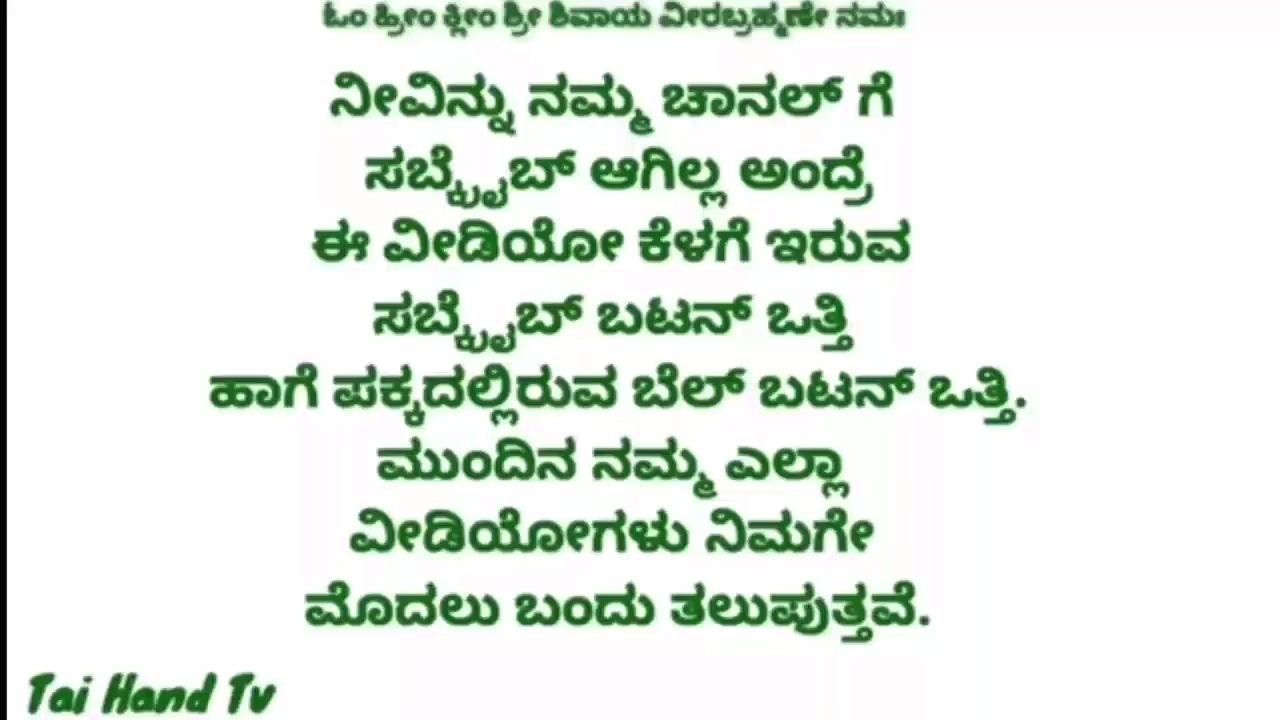 ಓಂ ಹ್ರೀಂ ಕ್ಲೀಂ ಶ್ರೀ ಶಿವಾಯ ವೀರಬ್ರಹ್ಮಣೇ ನಮಃ
ನೀವಿನ್ನು ನಮ್ಮ ಚಾನಲ್ ಗೆ
ಸಬ್ಕ್ರೈಬ್ ಆಗಿಲ್ಲ ಅಂದ್ರೆ
ಈ ವೀಡಿಯೋ ಕೆಳಗೆ ಇರುವ
ಸಬ್ಕ್ರೈಬ್ ಬಟನ್ ಒತ್ತಿ
ಹಾಗೆ ಪಕ್ಕದಲ್ಲಿರುವ ಬೆಲ್ ಬಟನ್ ಒತ್ತಿ.
ಮುಂದಿನ ನಮ್ಮ ಎಲ್ಲಾ
ವೀಡಿಯೋಗಳು ನಿಮಗೇ
ಮೊದಲು ಬಂದು ತಲುಪುತ್ತವೆ.
Tai Hand Tv